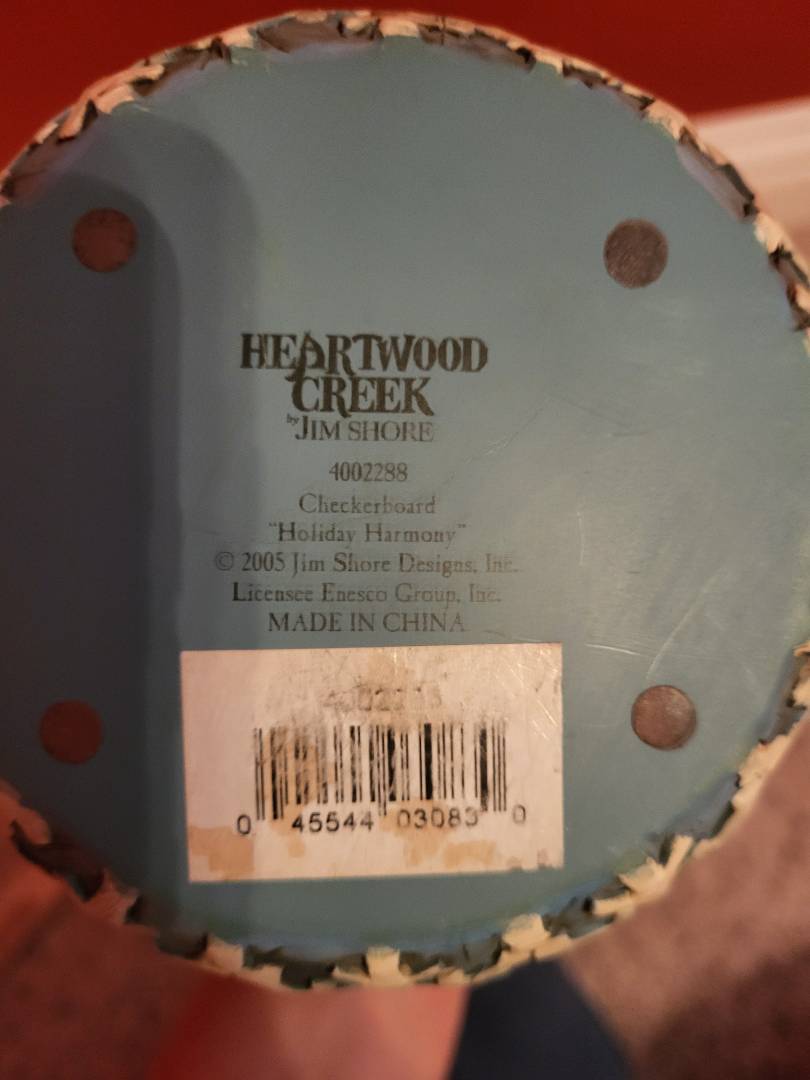 HEARTWOOD
CREEK
by JIM SHORE
4002288
Checkerboard
"Holiday Harmony"
© 2005 Jim Shore Designs, Inc.
Licensee Enesco Group, Inc.
MADE IN CHINA
0 45544 03083 0